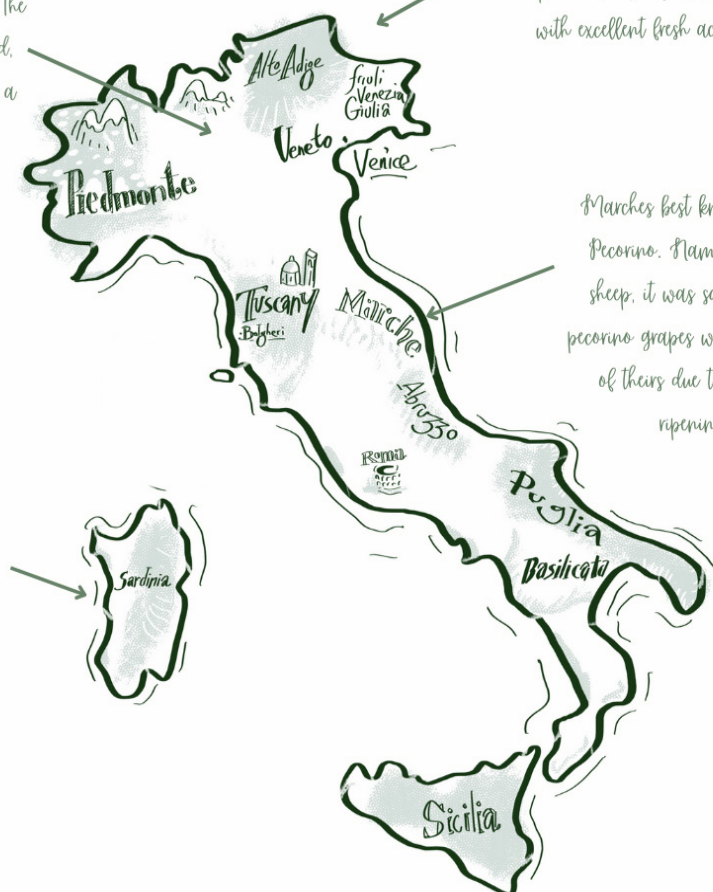 the
d,
a
with excellent fresh ac
Alto Adige
friuli
Venezia
Giulia
Veneto
Venice
Piedmonte
Marches best kn
Pecorino. Nam
sheep, it was so
pecorino grapes w
of theirs due t
ripenin
Tuscany
Bolgheri
Marche
Abruzzo
Roma
Puglia
Basilicata
Sardinia
Sicilia